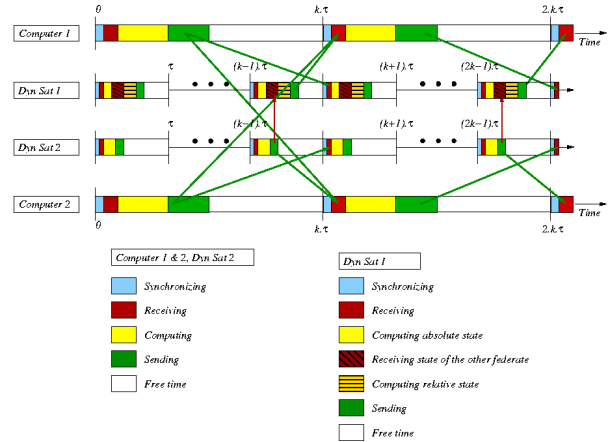 0 k.τ 2.k.τ
Computer 1
Time
τ (k−1).τ (k+1).τ (2k−1).τ
Dyn Sat 1
τ (k−1).τ (k+1).τ (2k−1).τ
Dyn Sat 2
Computer 2
Time
0 k.τ 2.k.τ
Computer 1 & 2, Dyn Sat 2
Synchronizing
Receiving
Computing
Sending
Free time
Dyn Sat 1
Synchronizing
Receiving
Computing absolute state
Receiving state of the other federate
Computing relative state
Sending
Free time